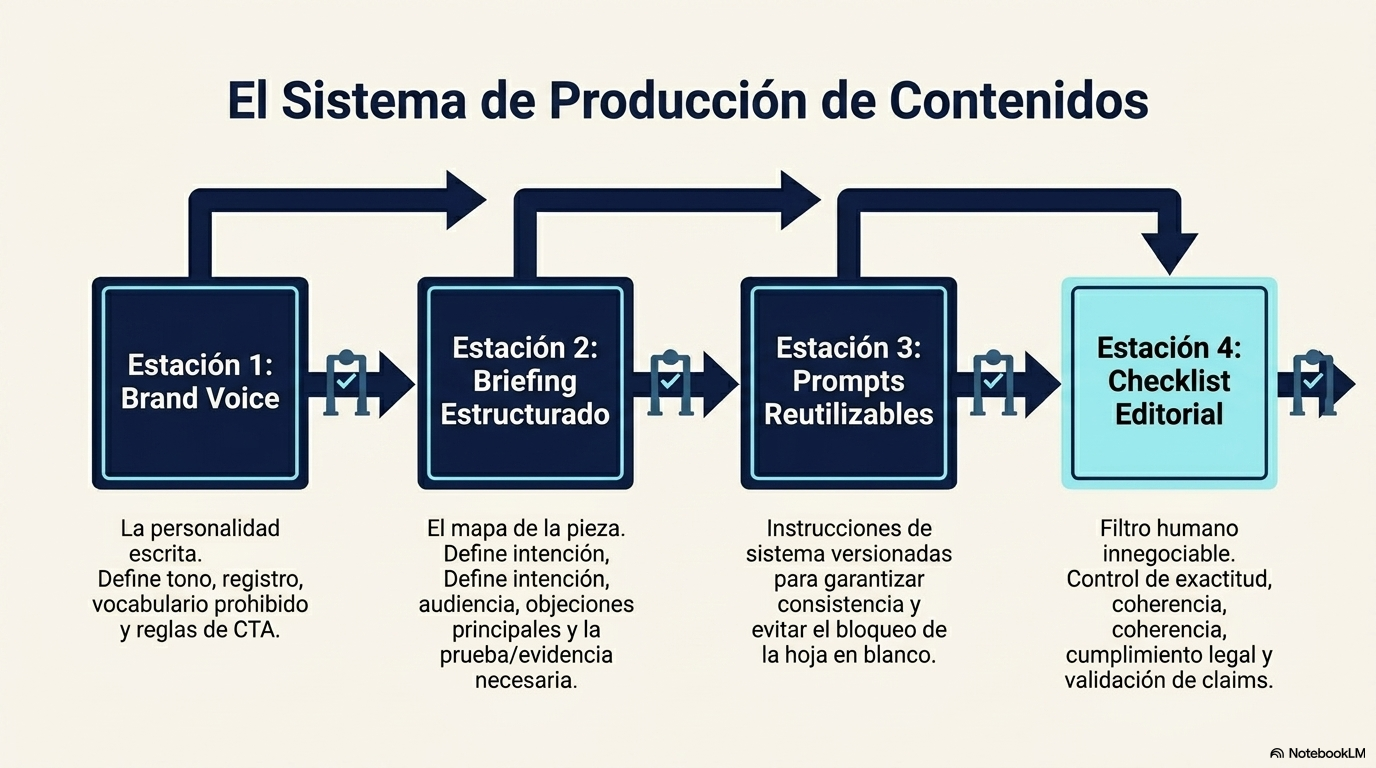 El Sistema de Producción de Contenidos
Estación 1:
Brand Voice
Estación 2:
Briefing
Estructurado
Estación 3:
Prompts
Reutilizables
Estación 4:
Checklist
Editorial
La personalidad
escrita.
Define tono, registro,
vocabulario prohibido
y reglas de CTA.
El mapa de la pieza.
Define intención,
Define intención,
audiencia, objeciones
principales y la
prueba/evidencia
necesaria.
Instrucciones de
sistema versionadas
para garantizar
consistencia y
evitar el bloqueo de
la hoja en blanco.
Filtro humano
innegociable.
Control de exactitud,
coherencia,
coherencia,
cumplimiento legal y
validación de claims.
NotebookLM